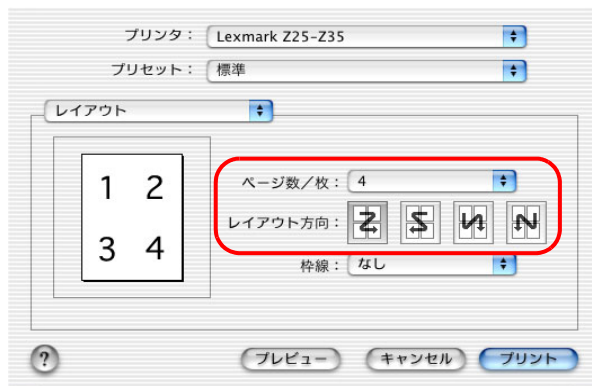 プリンタ： Lexmark Z25-Z35
プリセット： 標準
レイアウト
1 2
3 4
ページ数／枚： 4
レイアウト方向：
枠線： なし
? プレビュー キャンセル プリント